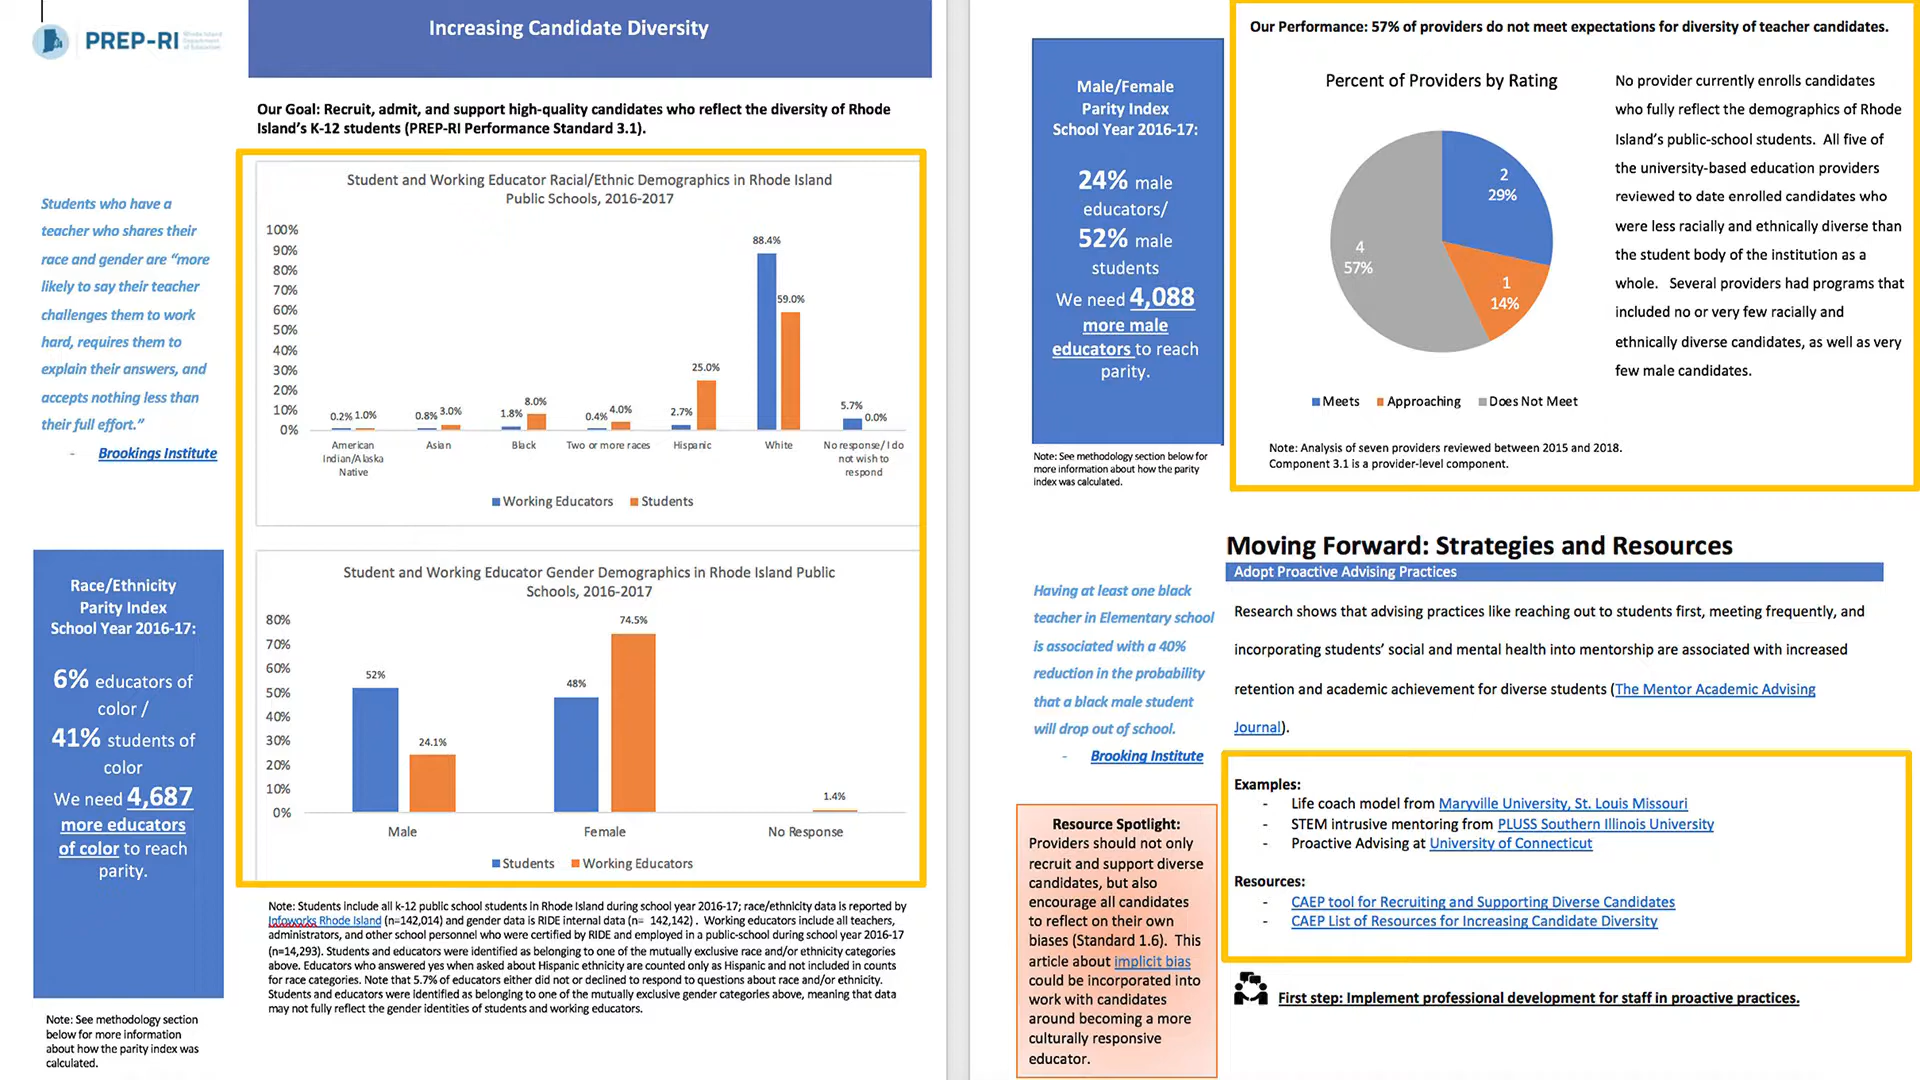 PREP-RI
Rhode Island
Department
of Education
Increasing Candidate Diversity
Our Goal: Recruit, admit, and support high-quality candidates who reflect the diversity of Rhode
Island's K-12 students (PREP-RI Performance Standard 3.1).
Students who have a
teacher who shares their
race and gender are "more
likely to say their teacher
challenges them to work
hard, requires them to
explain their answers, and
accepts nothing less than
their full effort."
- Brookings Institute
Student and Working Educator Racial/Ethnic Demographics in Rhode Island
Public Schools, 2016-2017
100%
90%
80%
70%
60%
50%
40%
30%
20%
10%
0%
0.2% 1.0%
0.8% 3.0%
1.8% 8.0%
0.4% 4.0%
2.7% 25.0%
88.4% 59.0%
5.7% 0.0%
American
Indian/Alaska
Native
Asian
Black
Two or more races
Hispanic
White
No response/I do
not wish to
respond
Working Educators Students
Race/Ethnicity
Parity Index
School Year 2016-17:
6% educators of
color /
41% students of
color
We need 4,687
more educators
of color to reach
parity.
Note: See methodology section
below for more information
about how the parity index was
calculated.
Student and Working Educator Gender Demographics in Rhode Island Public
Schools, 2016-2017
80%
70%
60%
50%
40%
30%
20%
10%
0%
52% 24.1%
48% 74.5%
1.4%
Male Female No Response
Students Working Educators
Note: Students include all k-12 public school students in Rhode Island during school year 2016-17; race/ethnicity data is reported by
Infoworks Rhode Island (n=142,014) and gender data is RIDE internal data (n= 142,142) . Working educators include all teachers,
administrators, and other school personnel who were certified by RIDE and employed in a public-school during school year 2016-17
(n=14,293). Students and educators were identified as belonging to one of the mutually exclusive race and/or ethnicity categories
above. Educators who answered yes when asked about Hispanic ethnicity are counted only as Hispanic and not included in counts
for race categories. Note that 5.7% of educators either did not or declined to respond to questions about race and/or ethnicity.
Students and educators were identified as belonging to one of the mutually exclusive gender categories above, meaning that data
may not fully reflect the gender identities of students and working educators.
Male/Female
Parity Index
School Year 2016-17:
24% male
educators/
52% male
students
We need 4,088
more male
educators to reach
parity.
Note: See methodology section below for
more information about how the parity
index was calculated.
Our Performance: 57% of providers do not meet expectations for diversity of teacher candidates.
Percent of Providers by Rating
2
29%
1
14%
4
57%
Meets Approaching Does Not Meet
No provider currently enrolls candidates
who fully reflect the demographics of Rhode
Island's public-school students. All five of
the university-based education providers
reviewed to date enrolled candidates who
were less racially and ethnically diverse than
the student body of the institution as a
whole. Several providers had programs that
included no or very few racially and
ethnically diverse candidates, as well as very
few male candidates.
Note: Analysis of seven providers reviewed between 2015 and 2018.
Component 3.1 is a provider-level component.
Moving Forward: Strategies and Resources
Adopt Proactive Advising Practices
Having at least one black
teacher in Elementary school
is associated with a 40%
reduction in the probability
that a black male student
will drop out of school.
- Brooking Institute
Research shows that advising practices like reaching out to students first, meeting frequently, and
incorporating students' social and mental health into mentorship are associated with increased
retention and academic achievement for diverse students (The Mentor Academic Advising
Journal).
Resource Spotlight:
Providers should not only
recruit and support diverse
candidates, but also
encourage all candidates
to reflect on their own
biases (Standard 1.6). This
article about implicit bias
could be incorporated into
work with candidates
around becoming a more
culturally responsive
educator.
Examples:
- Life coach model from Maryville University, St. Louis Missouri
- STEM intrusive mentoring from PLUSS Southern Illinois University
- Proactive Advising at University of Connecticut
Resources:
- CAEP tool for Recruiting and Supporting Diverse Candidates
- CAEP List of Resources for Increasing Candidate Diversity
First step: Implement professional development for staff in proactive practices.